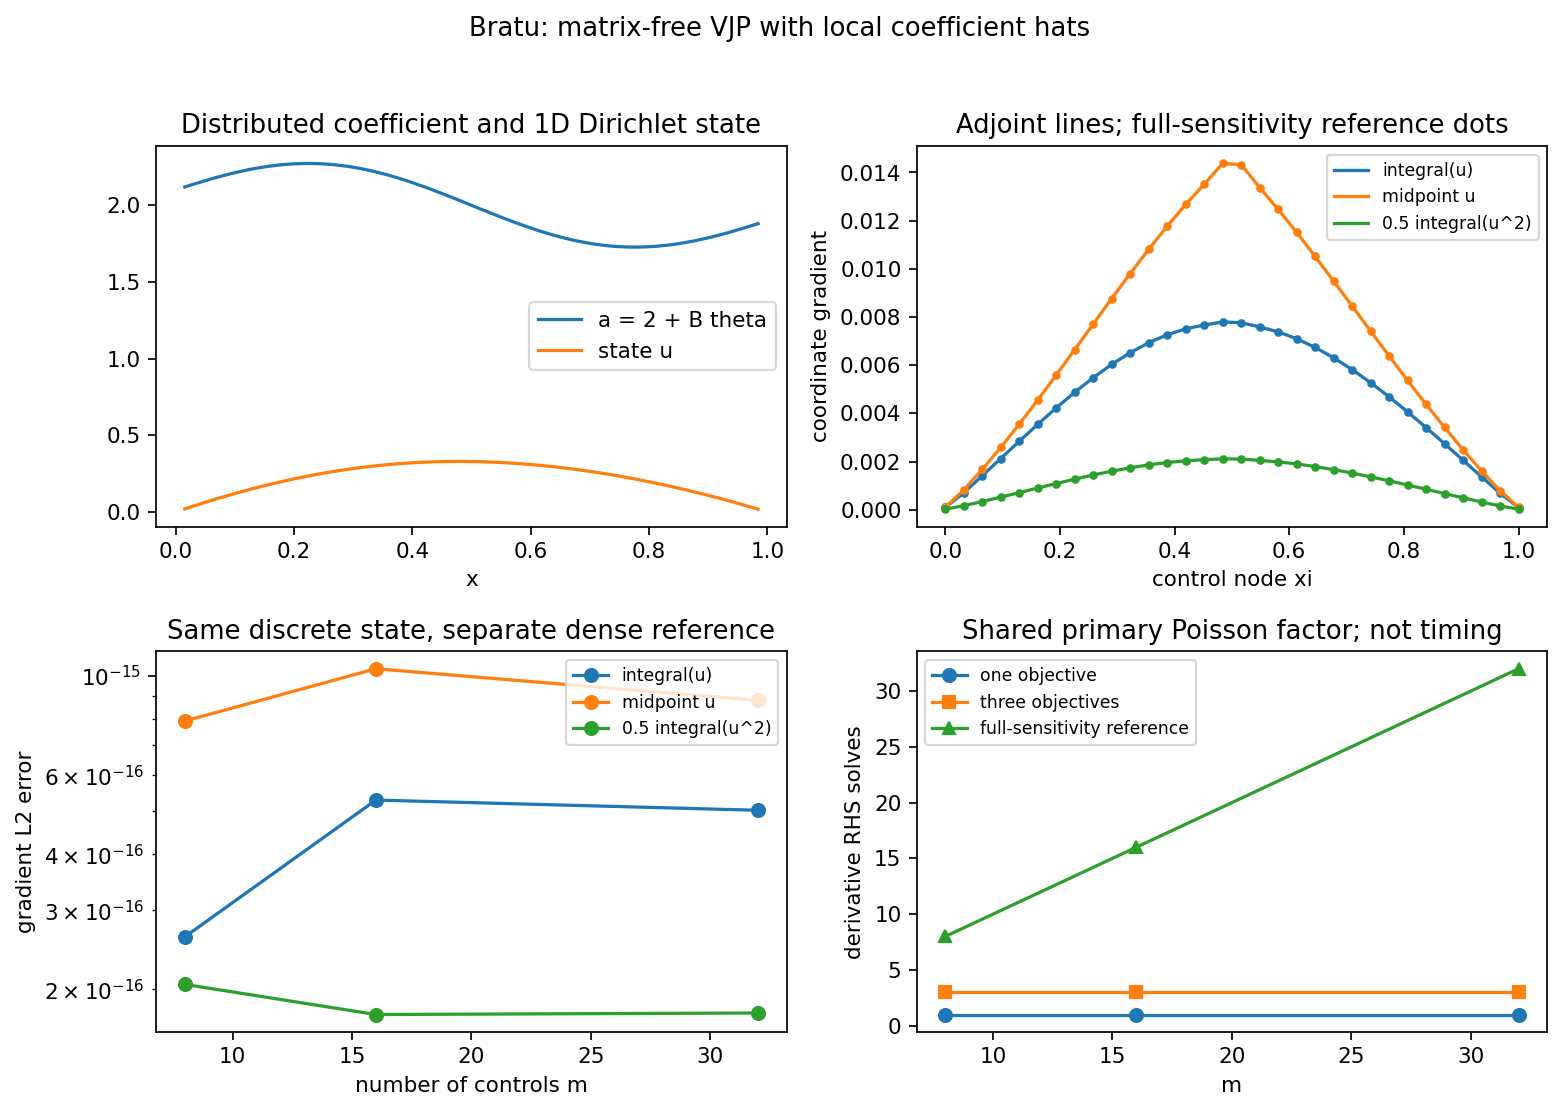 Bratu: matrix-free VJP with local coefficient hats
Distributed coefficient and 1D Dirichlet state
2.0
1.5
1.0
0.5
0.0
a = 2 + B theta
state u
0.0 0.2 0.4 0.6 0.8 1.0
x
Adjoint lines; full-sensitivity reference dots
coordinate gradient
0.014
0.012
0.010
0.008
0.006
0.004
0.002
0.000
integral(u)
midpoint u
0.5 integral(u^2)
0.0 0.2 0.4 0.6 0.8 1.0
control node xi
Same discrete state, separate dense reference
gradient L2 error
10⁻¹⁵
6 × 10⁻¹⁶
4 × 10⁻¹⁶
3 × 10⁻¹⁶
2 × 10⁻¹⁶
integral(u)
midpoint u
0.5 integral(u^2)
10 15 20 25 30
number of controls m
Shared primary Poisson factor; not timing
derivative RHS solves
30
25
20
15
10
5
0
one objective
three objectives
full-sensitivity reference
10 15 20 25 30
m